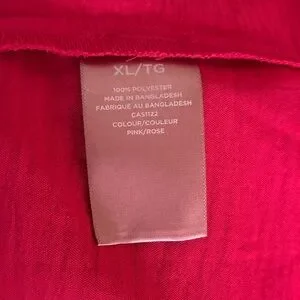 XL/TG
100% POLYESTER
MADE IN BANGLADESH
FABRIQUE AU BANGLADESH
CA51122
COLOUR/COULEUR
PINK/ROSE